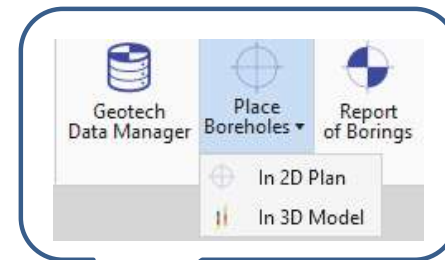 Geotech
Data Manager
Place
Boreholes
Report
of Borings
In 2D Plan
In 3D Model